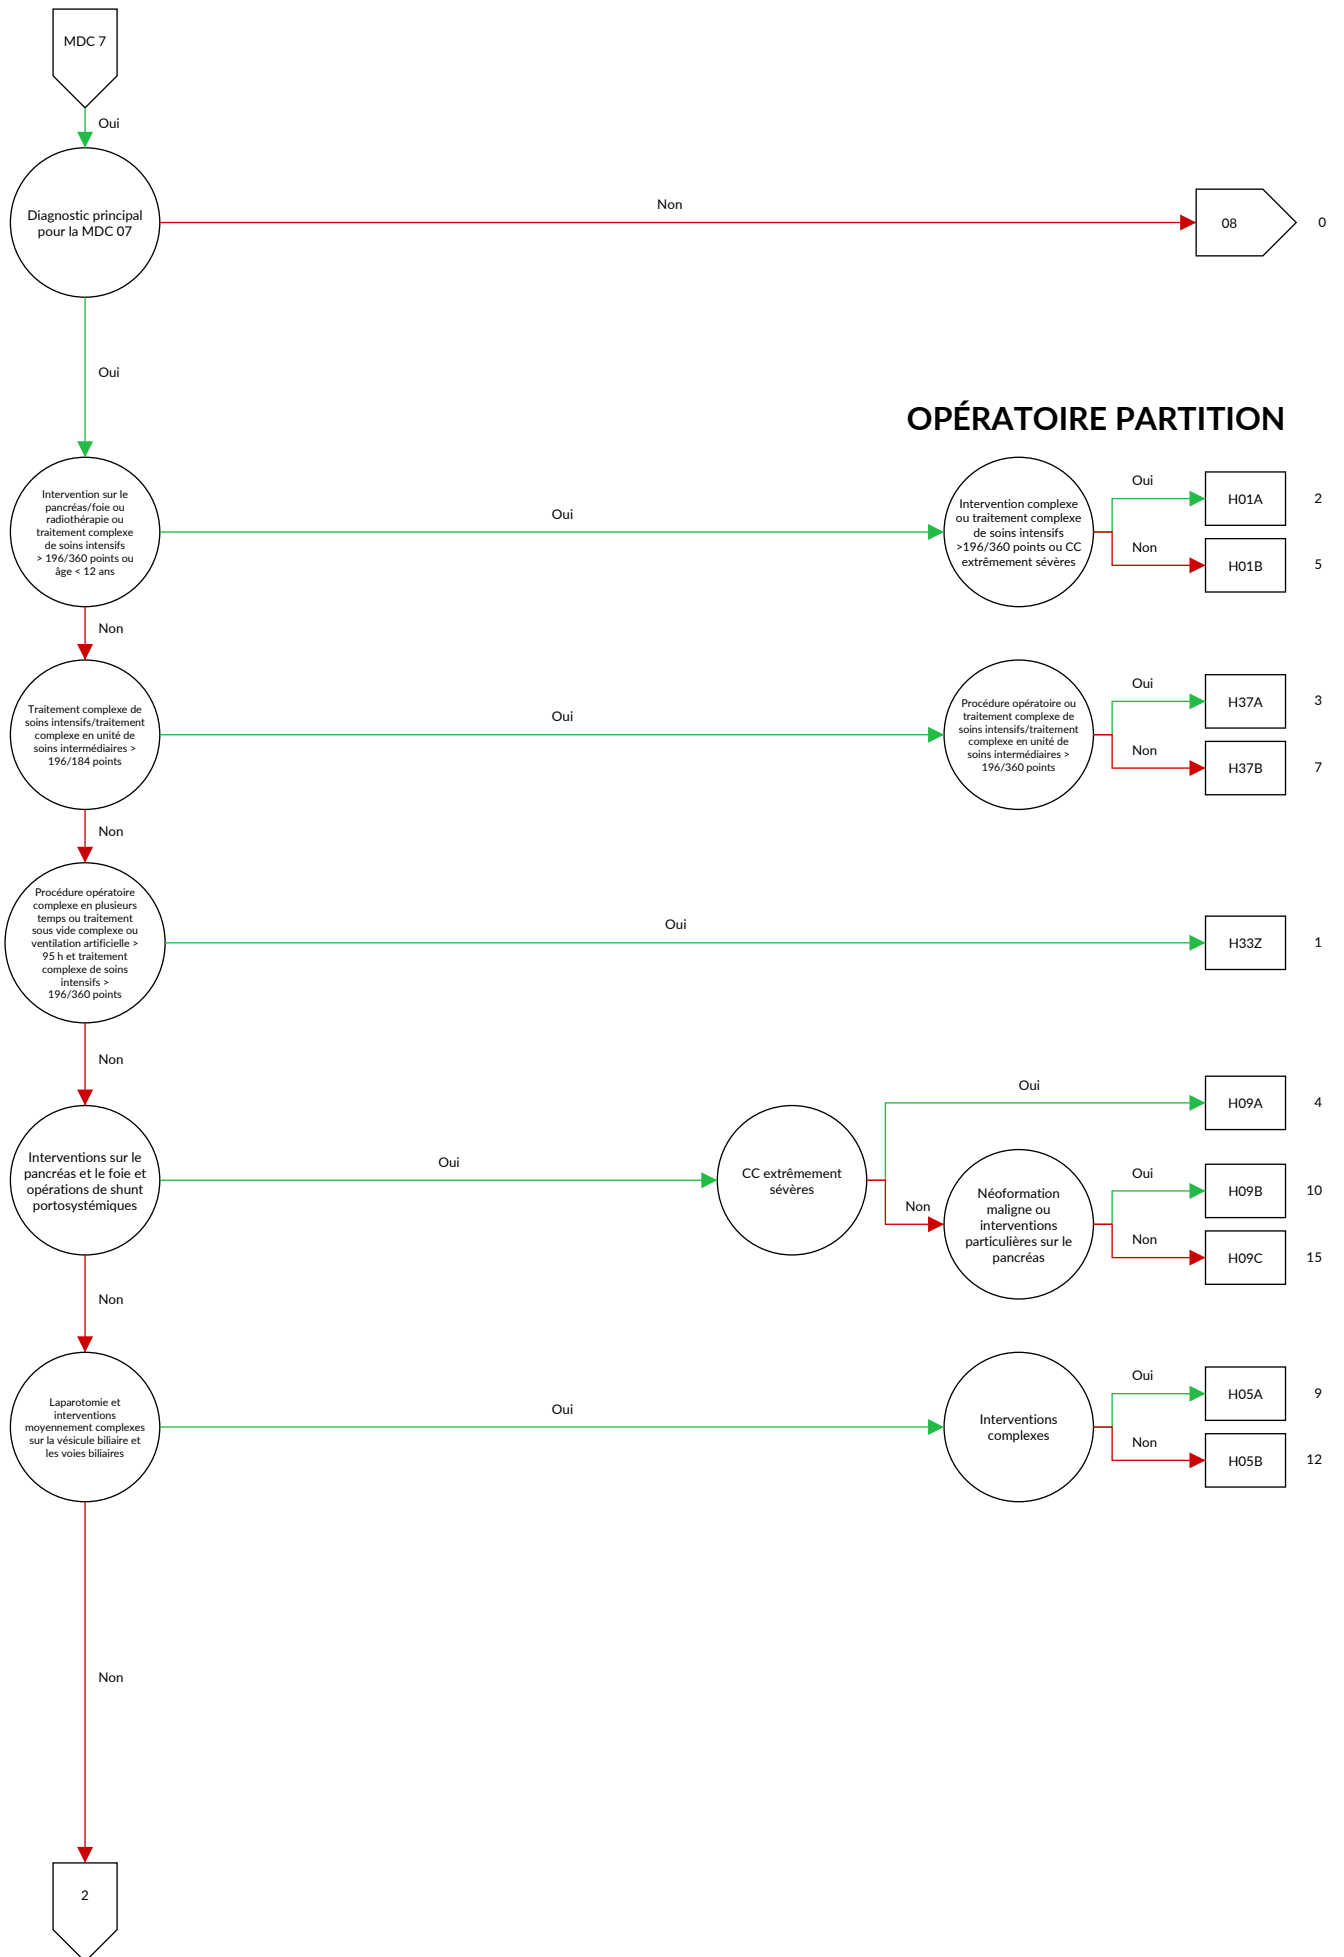 MDC 7
Oui
Diagnostic principal
pour la MDC 07
Non
08
0
Oui
OPÉRATOIRE PARTITION
Intervention sur le
pancréas/foie ou
radiothérapie ou
traitement complexe
de soins intensifs
> 196/360 points ou
âge < 12 ans
Oui
Intervention complexe
ou traitement complexe
de soins intensifs
>196/360 points ou CC
extrêmement sévères
Oui
H01A
2
Non
H01B
5
Non
Traitement complexe de
soins intensifs/traitement
complexe en unité de
soins intermédiaires >
196/184 points
Oui
Procédure opératoire ou
traitement complexe de
soins intensifs/traitement
complexe en unité de
soins intermédiaires >
196/360 points
Oui
H37A
3
Non
H37B
7
Non
Procédure opératoire
complexe en plusieurs
temps ou traitement
sous vide complexe ou
ventilation artificielle >
95 h et traitement
complexe de soins
intensifs >
196/360 points
Oui
H33Z
1
Non
Interventions sur le
pancréas et le foie et
opérations de shunt
portosystémiques
Oui
CC extrêmement
sévères
Oui
H09A
4
Non
Néoformation
maligne ou
interventions
particulières sur le
pancréas
Oui
H09B
10
Non
H09C
15
Non
Laparotomie et
interventions
moyennement complexes
sur la vésicule biliaire et
les voies biliaires
Oui
Interventions
complexes
Oui
H05A
9
Non
H05B
12
Non
2